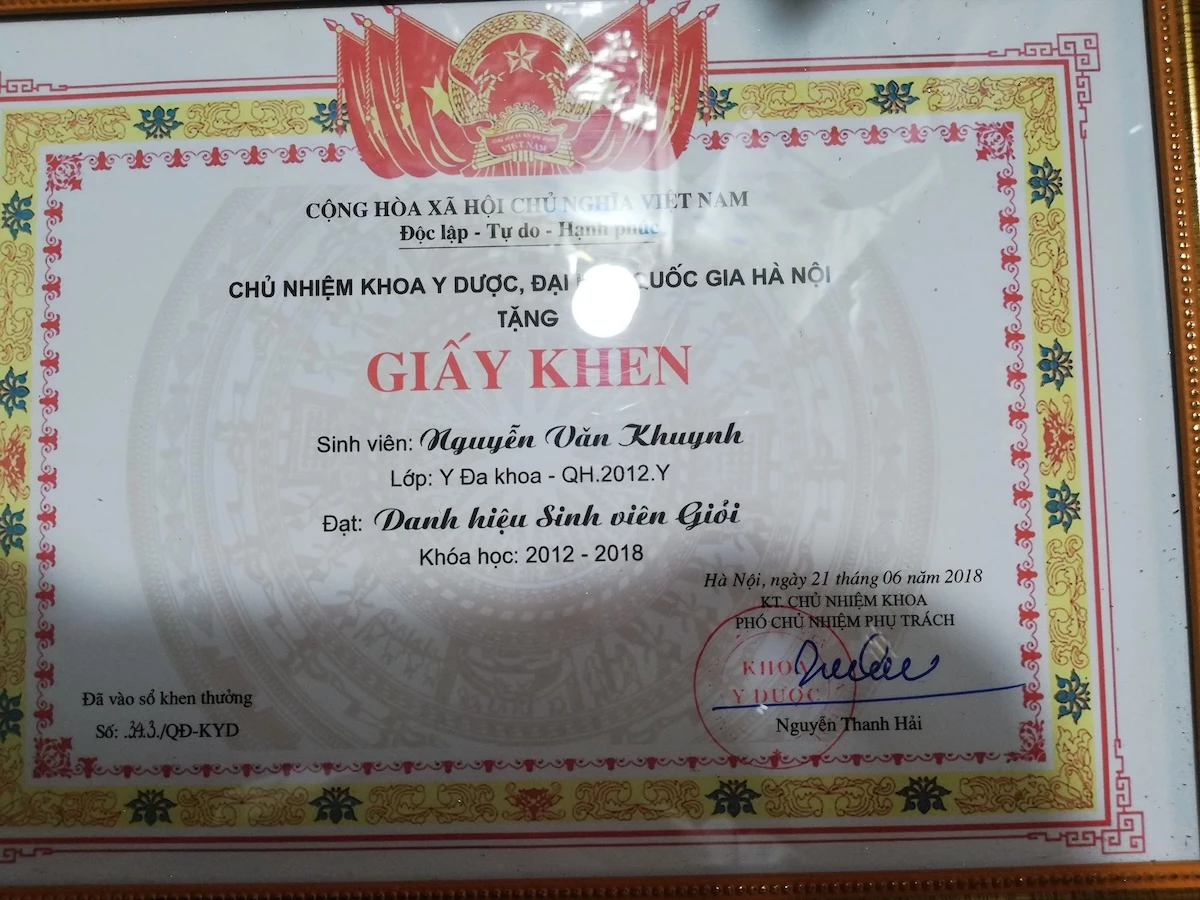 VIỆT NAM
CỘNG HÒA XÃ HỘI CHỦ NGHĨA VIỆT NAM
Độc lập - Tự do - Hạnh phúc
CHỦ NHIỆM KHOA Y DƯỢC, ĐẠI QUỐC GIA HÀ NỘI
TẶNG
GIẤY KHEN
Sinh viên: Nguyễn Văn Khuynh
Lớp: Y Đa khoa - QH.2012.Y
Đạt: Danh hiệu Sinh viên Giỏi
Khóa học: 2012 - 2018
Hà Nội, ngày 21 tháng 06 năm 2018
KT. CHỦ NHIỆM KHOA
PHÓ CHỦ NHIỆM PHỤ TRÁCH
KHOA
Y DƯỢC
Nguyễn Thanh Hải
Đã vào sổ khen thưởng
Số: 343./QĐ-KYD